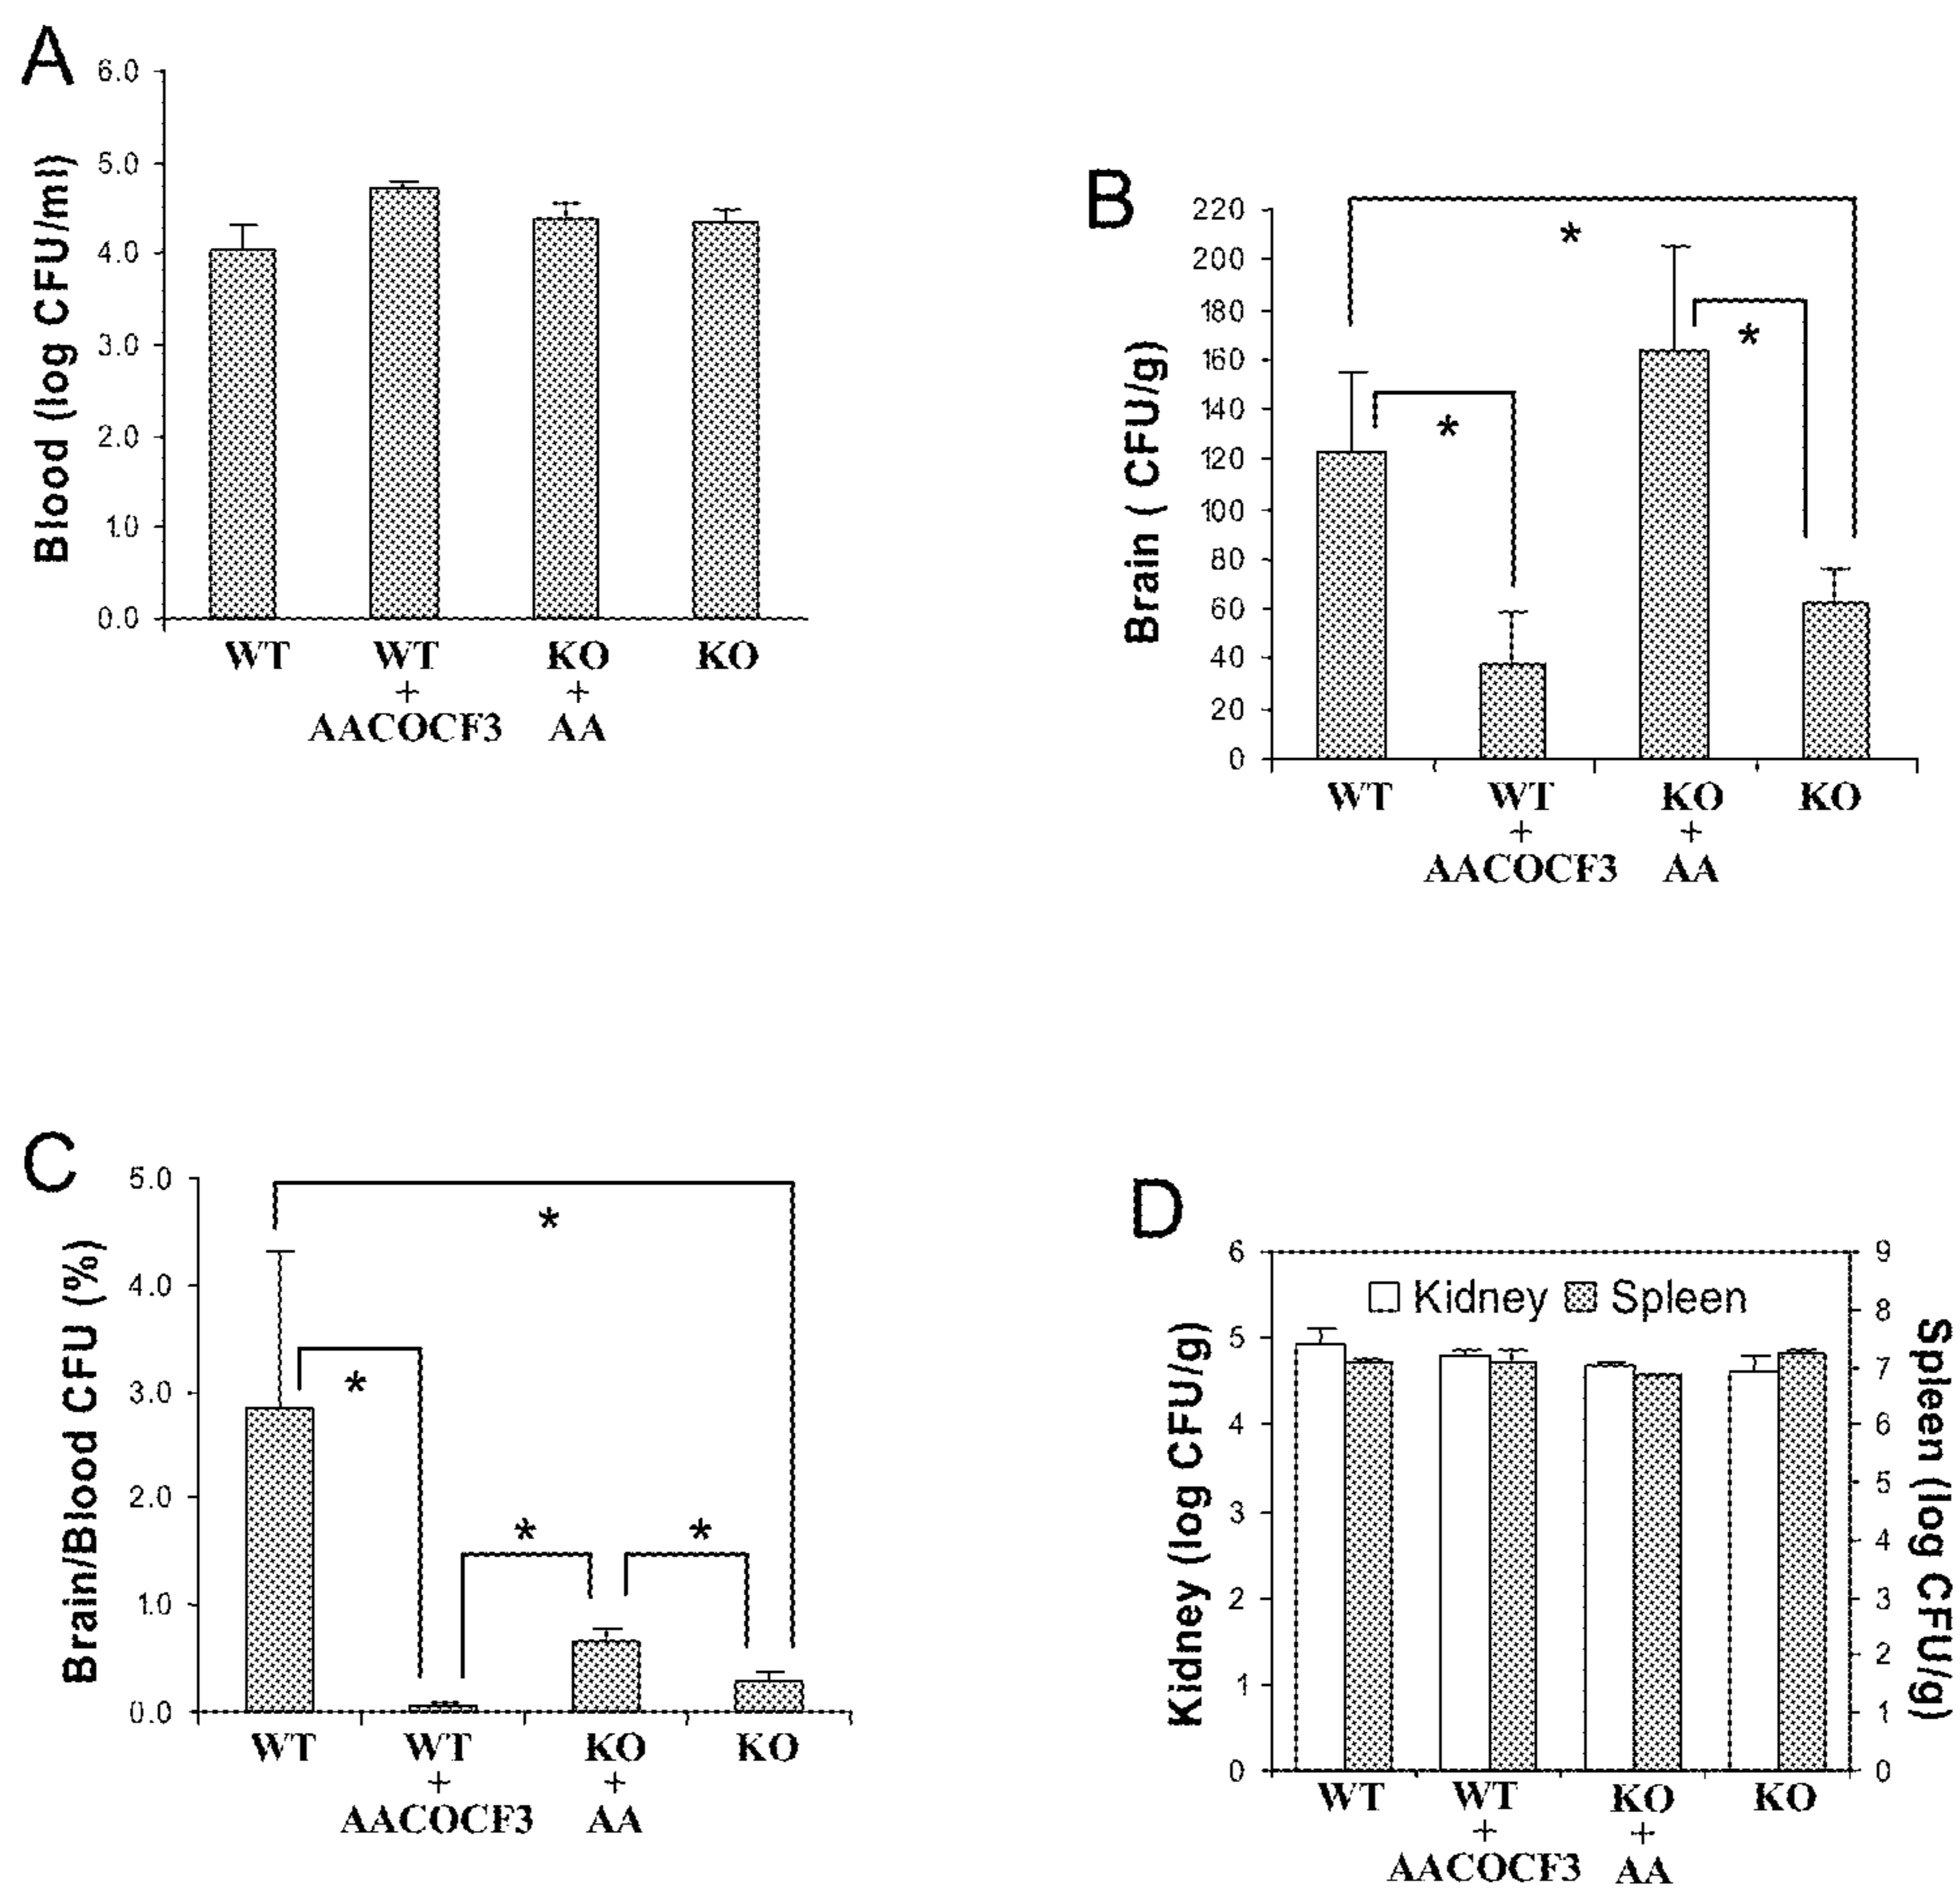 A
Blood (log CFU/ml)
6.0
5.0
4.0
3.0
2.0
1.0
0.0
WT WT KO KO
+ +
AACOCF3 AA
B
Brain ( CFU/g)
220
200
180
160
140
120
100
80
60
40
20
0
*
*
*
WT WT KO KO
+ +
AACOCF3 AA
C
Brain/Blood CFU (%)
5.0
4.0
3.0
2.0
1.0
0.0
*
*
* *
WT WT KO KO
+ +
AACOCF3 AA
D
Kidney (log CFU/g)
6
5
4
3
2
1
0
Kidney Spleen
9
8
7
6
5
4
3
2
1
0
Spleen (log CFU/g)
WT WT KO KO
+ +
AACOCF3 AA